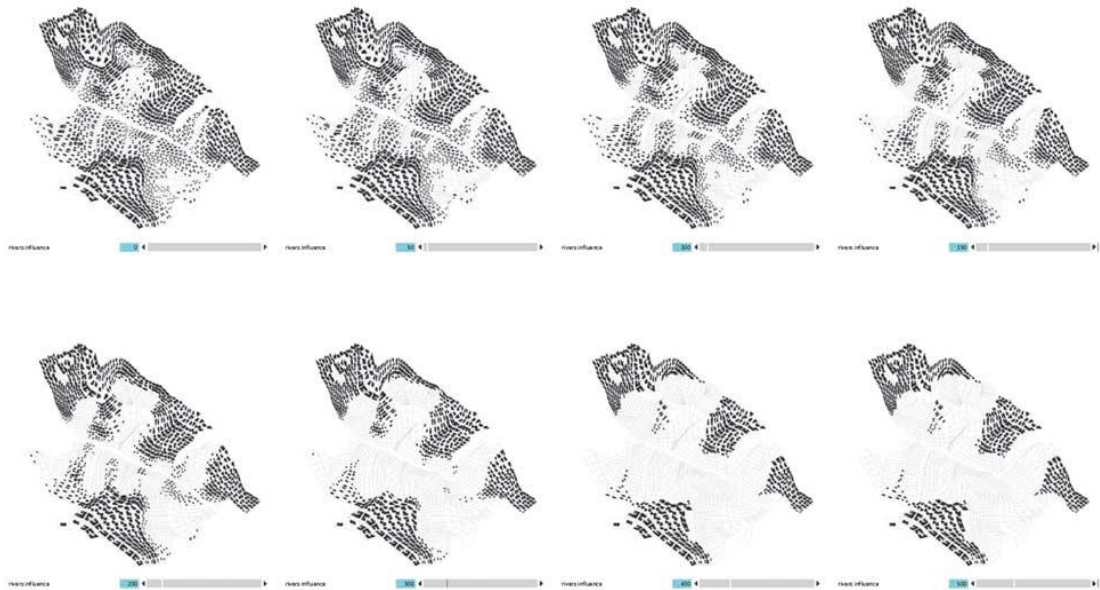 rivers influence 0
rivers influence 50
rivers influence 100
rivers influence 150
rivers influence 200
rivers influence 300
rivers influence 400
rivers influence 500